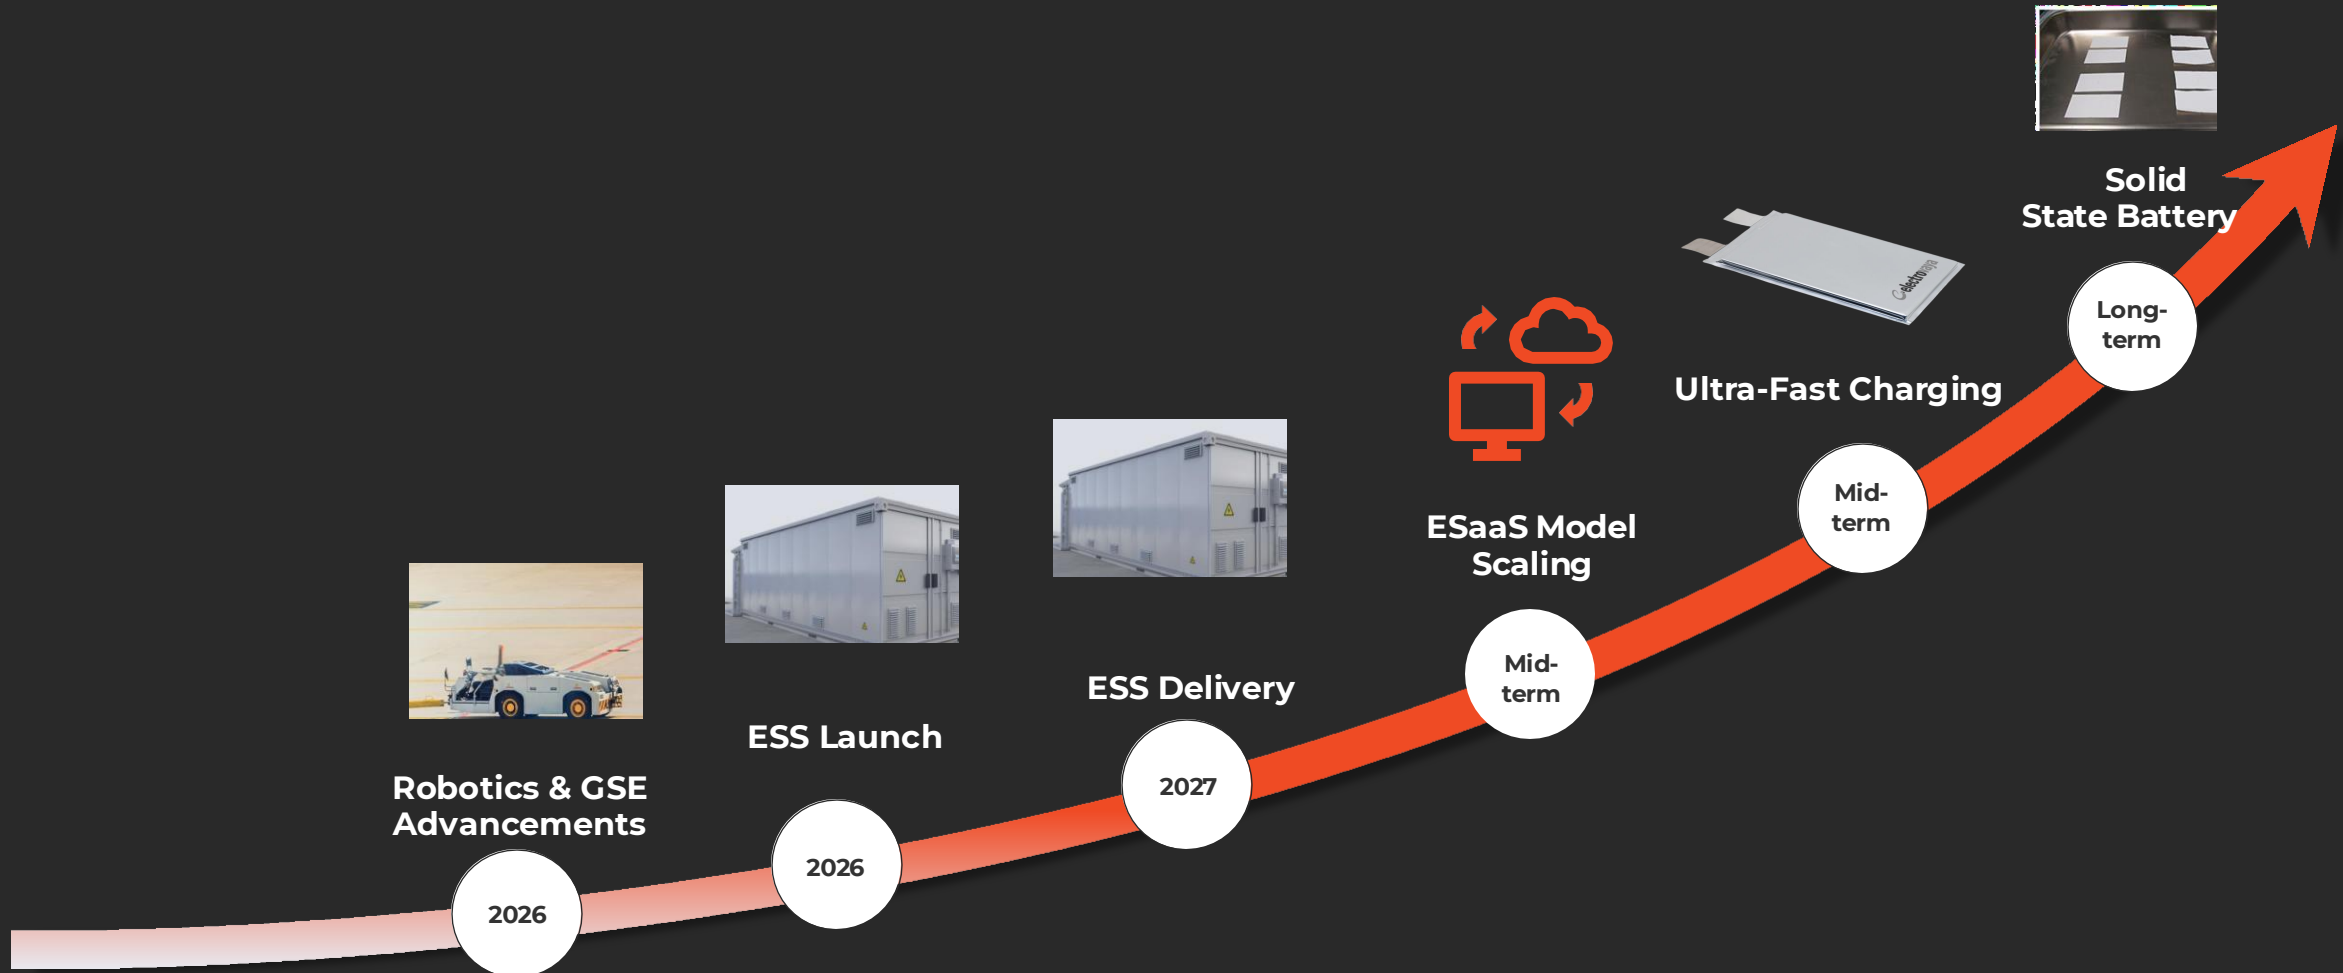 Robotics & GSE
Advancements
2026
ESS Launch
2026
ESS Delivery
2027
ESaaS Model
Scaling
Mid-
term
electrovaya
Ultra-Fast Charging
Mid-
term
Solid
State Battery
Long-
term